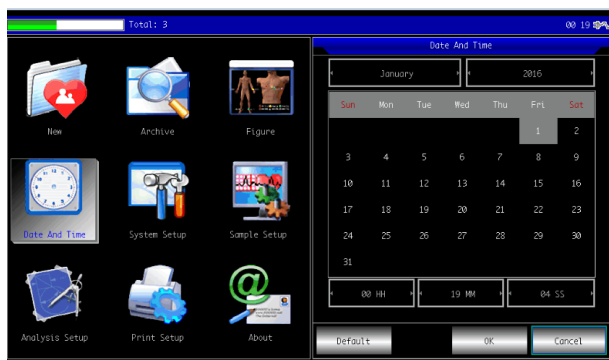 Total: 3
00 19
New
Archive
Figure
Date And Time
System Setup
Sample Setup
Analysis Setup
Print Setup
About
Date And Time
January
2016
Sun Mon Tue Wed Thu Fri Sat
1 2
3 4 5 6 7 8 9
10 11 12 13 14 15 16
17 18 19 20 21 22 23
24 25 26 27 28 29 30
31
00 HH
19 MM
04 SS
Default
OK
Cancel